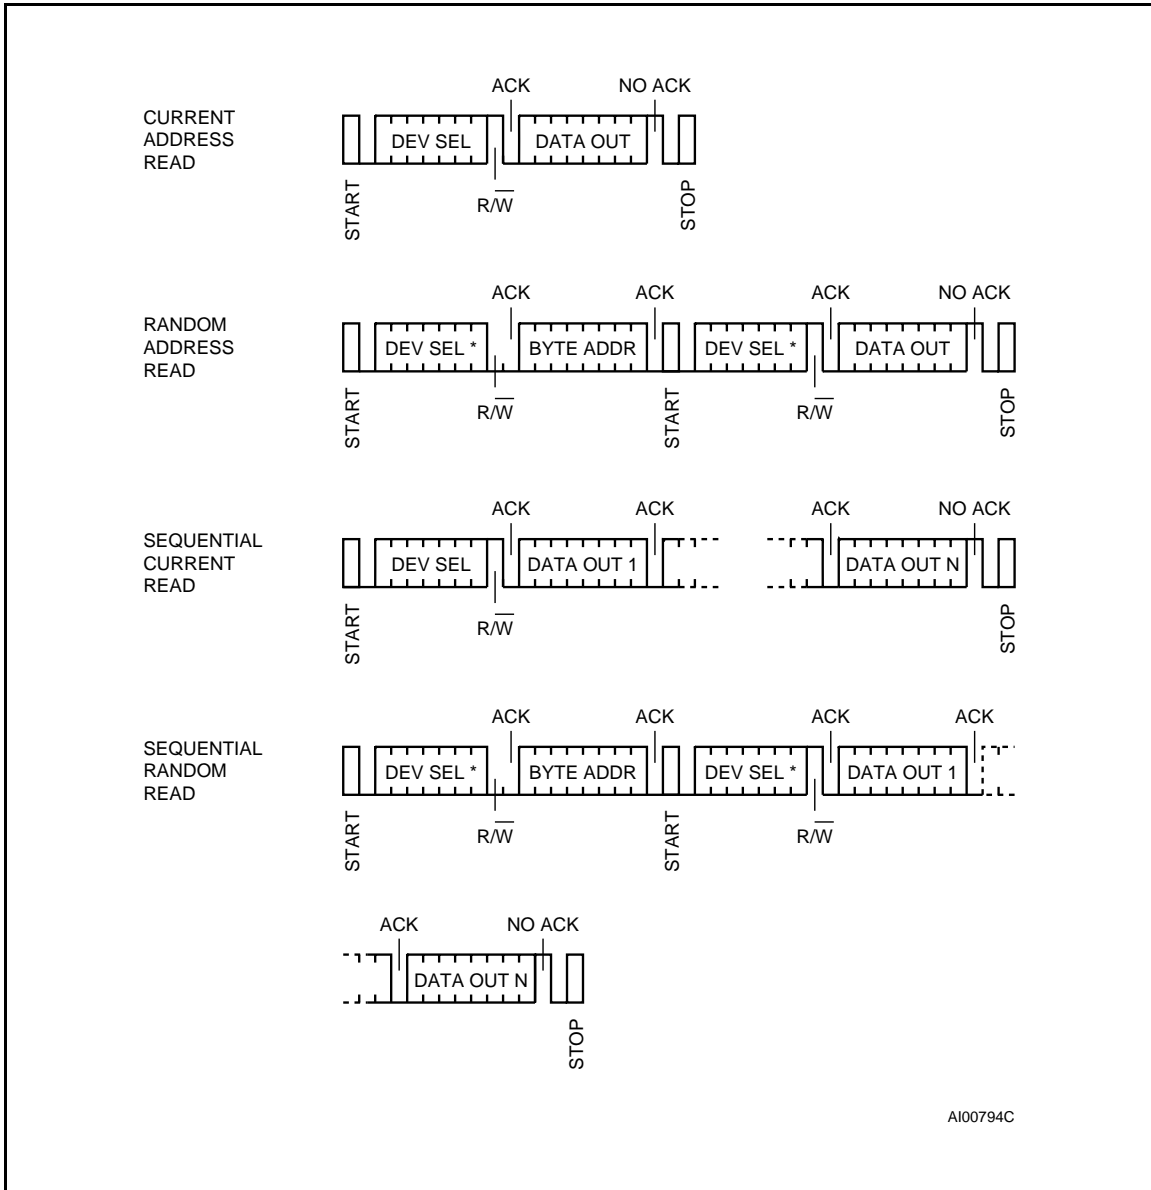 ACK NO ACK
CURRENT
ADDRESS
READ
DEV SEL DATA OUT
START R/W̅ STOP
ACK ACK ACK NO ACK
RANDOM
ADDRESS
READ
DEV SEL * BYTE ADDR DEV SEL * DATA OUT
START R/W̅ START R/W̅ STOP
ACK ACK ACK NO ACK
SEQUENTIAL
CURRENT
READ
DEV SEL DATA OUT 1 DATA OUT N
START R/W̅ STOP
ACK ACK ACK ACK
SEQUENTIAL
RANDOM
READ
DEV SEL * BYTE ADDR DEV SEL * DATA OUT 1
START R/W̅ START R/W̅
ACK NO ACK
DATA OUT N
STOP
AI00794C